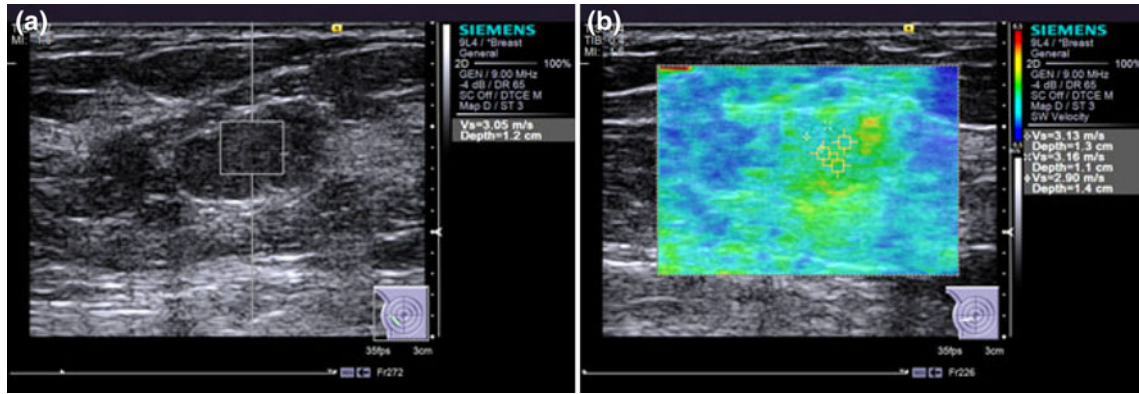 (a)
SIEMENS
9L4 / *Breast
General
2D 100%
GEN / 9.00 MHz
-4 dB / DR 65
SC Off / DTCE M
Map D / ST 3
Vs=3.05 m/s
Depth=1.2 cm
35fps 3cm
Fr272
(b)
SIEMENS
9L4 / *Breast
General
2D 100%
GEN / 9.00 MHz
-4 dB / DR 65
SC Off / DTCE M
Map D / ST 3
SW Velocity
Vs=3.13 m/s
Depth=1.3 cm
Vs=3.16 m/s
Depth=1.1 cm
Vs=2.90 m/s
Depth=1.4 cm
35fps 3cm
Fr226